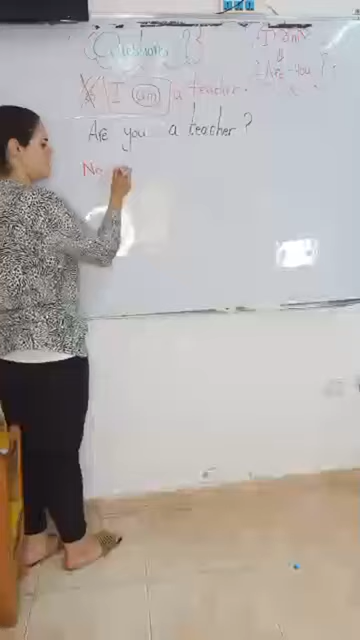 Questions ??
I am a teacher.
Are you a teacher?
No
I am
Are you ?